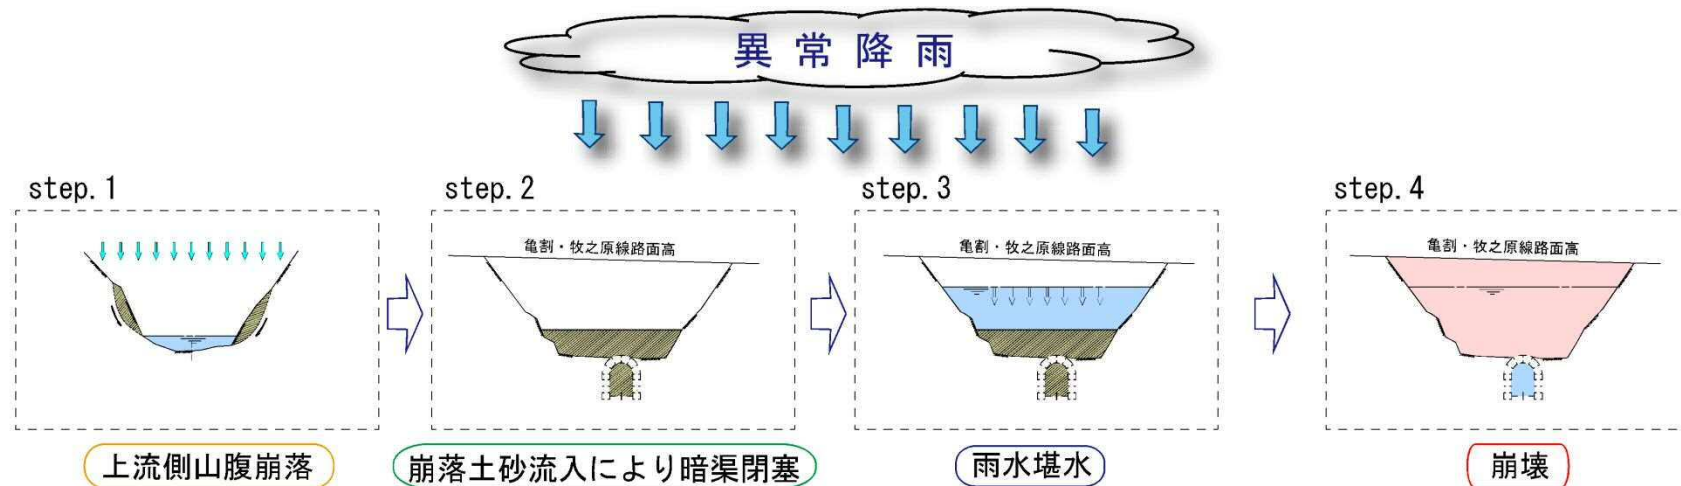 異常降雨
step.1
step.2
step.3
step.4
亀割・牧之原線路面高
亀割・牧之原線路面高
亀割・牧之原線路面高
上流側山腹崩落
崩落土砂流入により暗渠閉塞
雨水堪水
崩壊